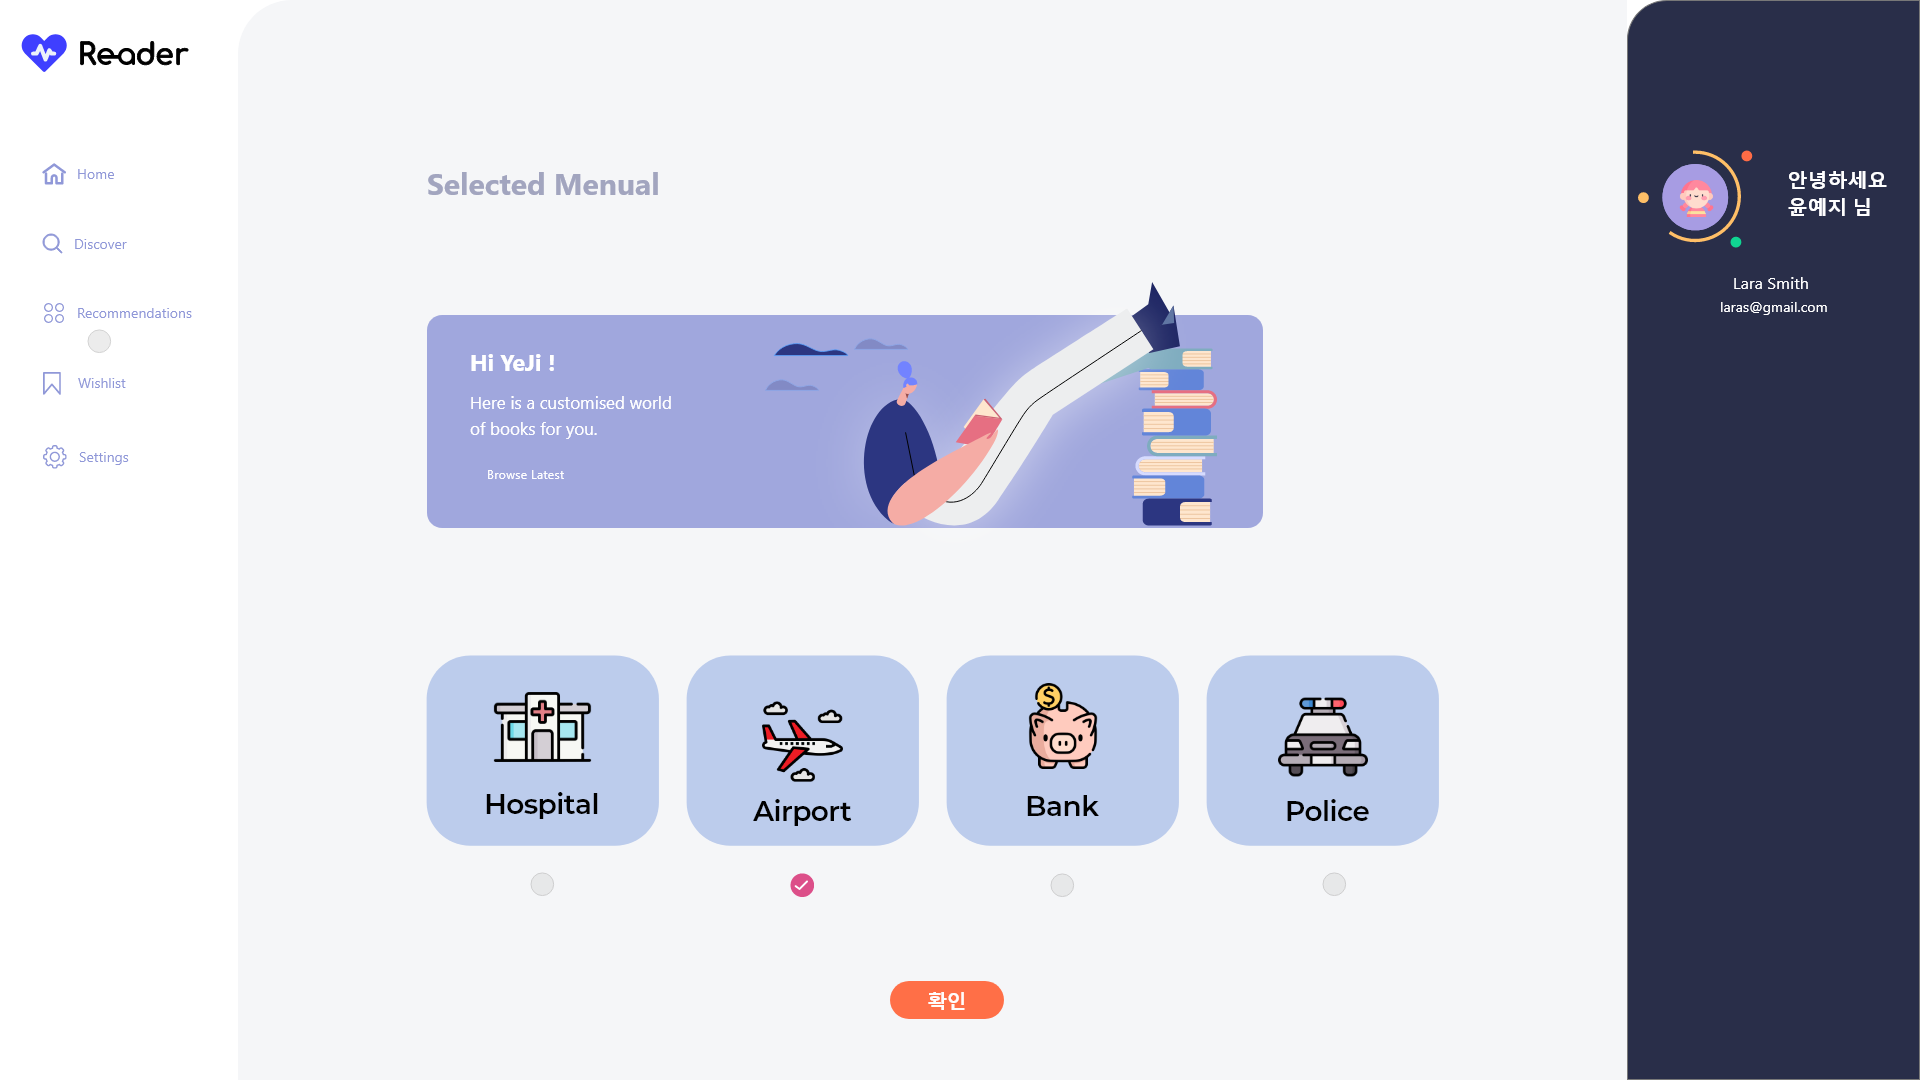 Reader
Home
Discover
Recommendations
Wishlist
Settings
Selected Menual
Hi YeJi !
Here is a customised world
of books for you.
Browse Latest
Hospital
Airport
$
Bank
Police
확인
안녕하세요
윤예지 님
Lara Smith
laras@gmail.com